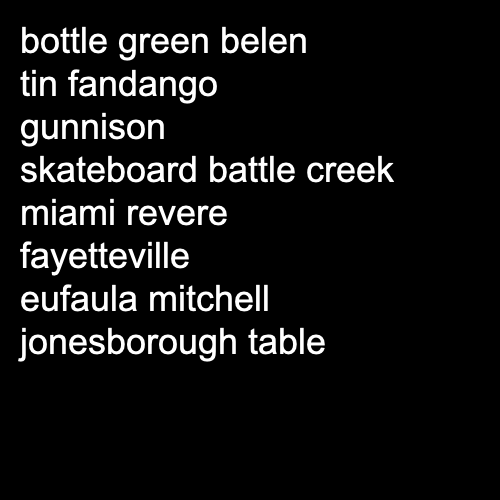 bottle green belen
tin fandango
gunnison
skateboard battle creek
miami revere
fayetteville
eufaula mitchell
jonesborough table